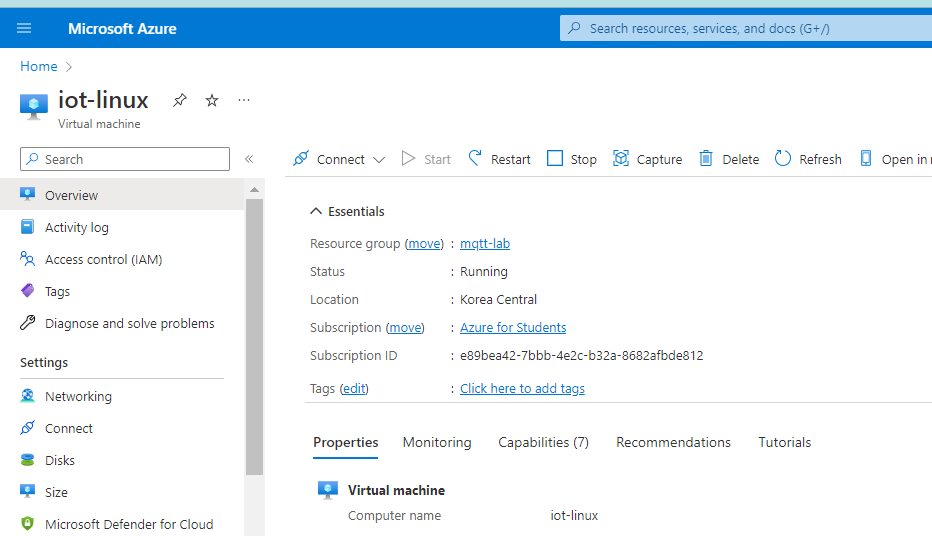 Microsoft Azure
Search resources, services, and docs (G+/)
Home
iot-linux
Virtual machine
Search
Connect Start Restart Stop Capture Delete Refresh Open in
Overview
Activity log
Access control (IAM)
Tags
Diagnose and solve problems
Settings
Networking
Connect
Disks
Size
Microsoft Defender for Cloud
Essentials
Resource group (move) : mqtt-lab
Status : Running
Location : Korea Central
Subscription (move) : Azure for Students
Subscription ID : e89bea42-7bbb-4e2c-b32a-8682afbde812
Tags (edit) : Click here to add tags
Properties Monitoring Capabilities (7) Recommendations Tutorials
Virtual machine
Computer name iot-linux